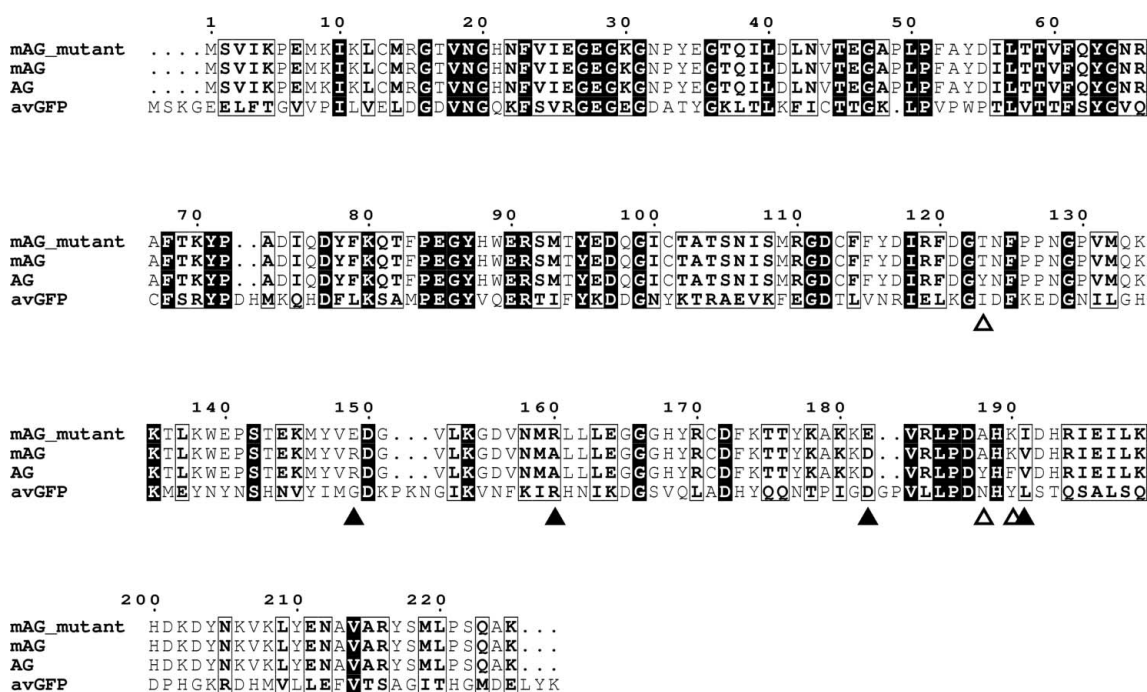 1 10 20 30 40 50 60
mAG_mutant ....MSVIKPEMKIKLCMRGTVNGHNFVIEGEGKGNPYEGTQILDLNVTEGAPLPFAYDILTTVFQYGNR
mAG ....MSVIKPEMKIKLCMRGTVNGHNFVIEGEGKGNPYEGTQILDLNVTEGAPLPFAYDILTTVFQYGNR
AG ....MSVIKPEMKIKLCMRGTVNGHNFVIEGEGKGNPYEGTQILDLNVTEGAPLPFAYDILTTVFQYGNR
avGFP MSKGEELFTGVVPILVELDGDVNGQKFSVRGEGEGDATYGKLTLKFICTTGK.LPVPWPTLVTTFSYGVQ
70 80 90 100 110 120 130
mAG_mutant AFTKYP..ADIQDYFKQTFPEGYHWERSMTYEDQGICTATSNISMRGDCFFYDIRFDGTNFPPNGPVMQK
mAG AFTKYP..ADIQDYFKQTFPEGYHWERSMTYEDQGICTATSNISMRGDCFFYDIRFDGTNFPPNGPVMQK
AG AFTKYP..ADIQDYFKQTFPEGYHWERSMTYEDQGICTATSNISMRGDCFFYDIRFDGYNFPPNGPVMQK
avGFP CFSRYPDHMKQHDFLKSAMPEGYVQERTIFYKDDGNYKTRAEVKFEGDTLVNRIELKGIDFKEDGNILGH
140 150 160 170 180 190
mAG_mutant KTLKWEPSTEKMYVEDG...VLKGDVNMRLLLEGGGHYRCDFKTTYKAKKE..VRLPDAHKIDHRIEILK
mAG KTLKWEPSTEKMYVRDG...VLKGDVNMALLLEGGGHYRCDFKTTYKAKKD..VRLPDAHKVDHRIEILK
AG KTLKWEPSTEKMYVRDG...VLKGDVNMALLLEGGGHYRCDFKTTYKAKKD..VRLPDYHFVDHRIEILK
avGFP KMEYNYNSHNVYIMGDKPKNGIKVNFKIRHNIKDGSVQLADHYQQNTPIGDGPVLLPDNHYLSTQSALSQ
200 210 220
mAG_mutant HDKDYNKVKLYENAVARYSMLPSQAK...
mAG HDKDYNKVKLYENAVARYSMLPSQAK...
AG HDKDYNKVKLYENAVARYSMLPSQAK...
avGFP DPHGKRDHMVLLEFVTSAGITHGMDELYK